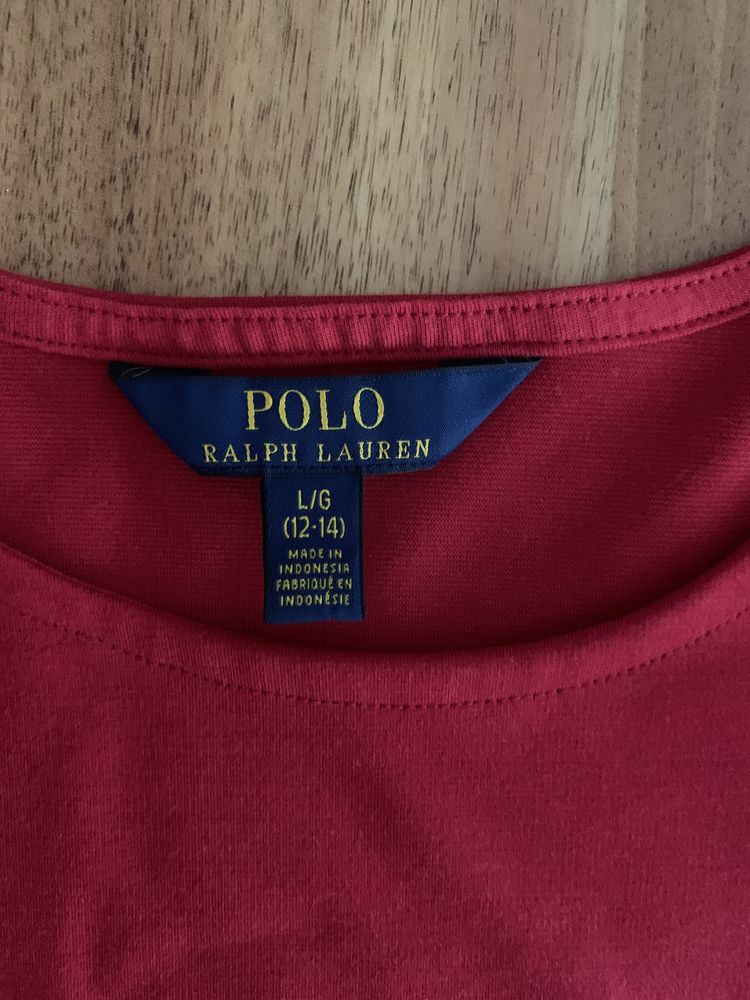 POLO
RALPH LAUREN
L/G
(12-14)
MADE IN
INDONESIA
FABRIQUÉ EN
INDONÉSIE